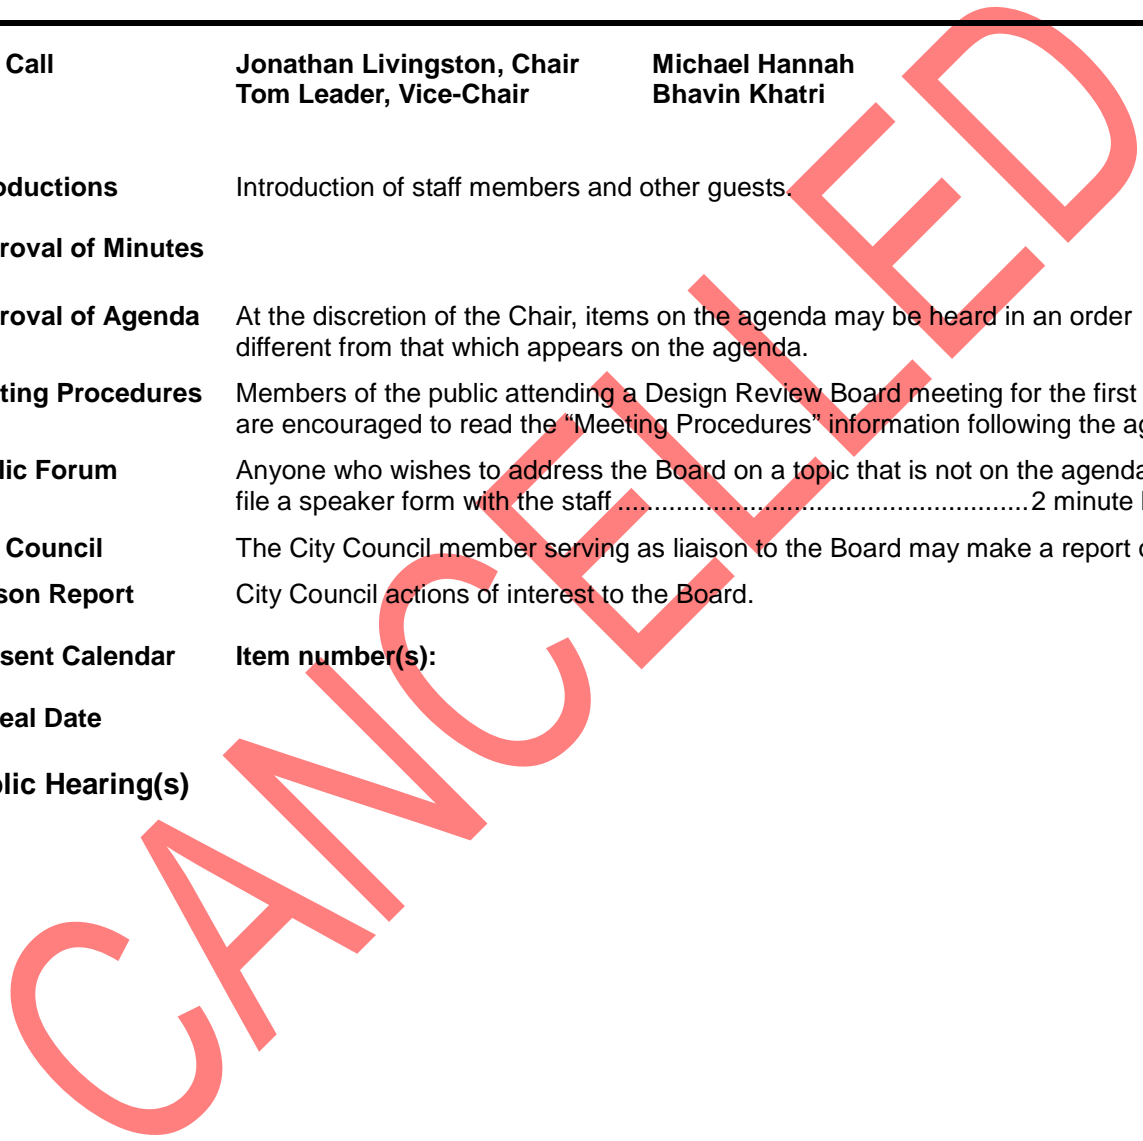 Call Jonathan Livingston, Chair Michael Hannah
Tom Leader, Vice-Chair Bhavin Khatri
oductions Introduction of staff members and other guests.
roval of Minutes
roval of Agenda At the discretion of the Chair, items on the agenda may be heard in an order
different from that which appears on the agenda.
ting Procedures Members of the public attending a Design Review Board meeting for the first
are encouraged to read the “Meeting Procedures” information following the ag
lic Forum Anyone who wishes to address the Board on a topic that is not on the agenda
file a speaker form with the staff ........................................................2 minute l
Council The City Council member serving as liaison to the Board may make a report o
son Report City Council actions of interest to the Board.
sent Calendar Item number(s):
eal Date
lic Hearing(s)
CANCELLED